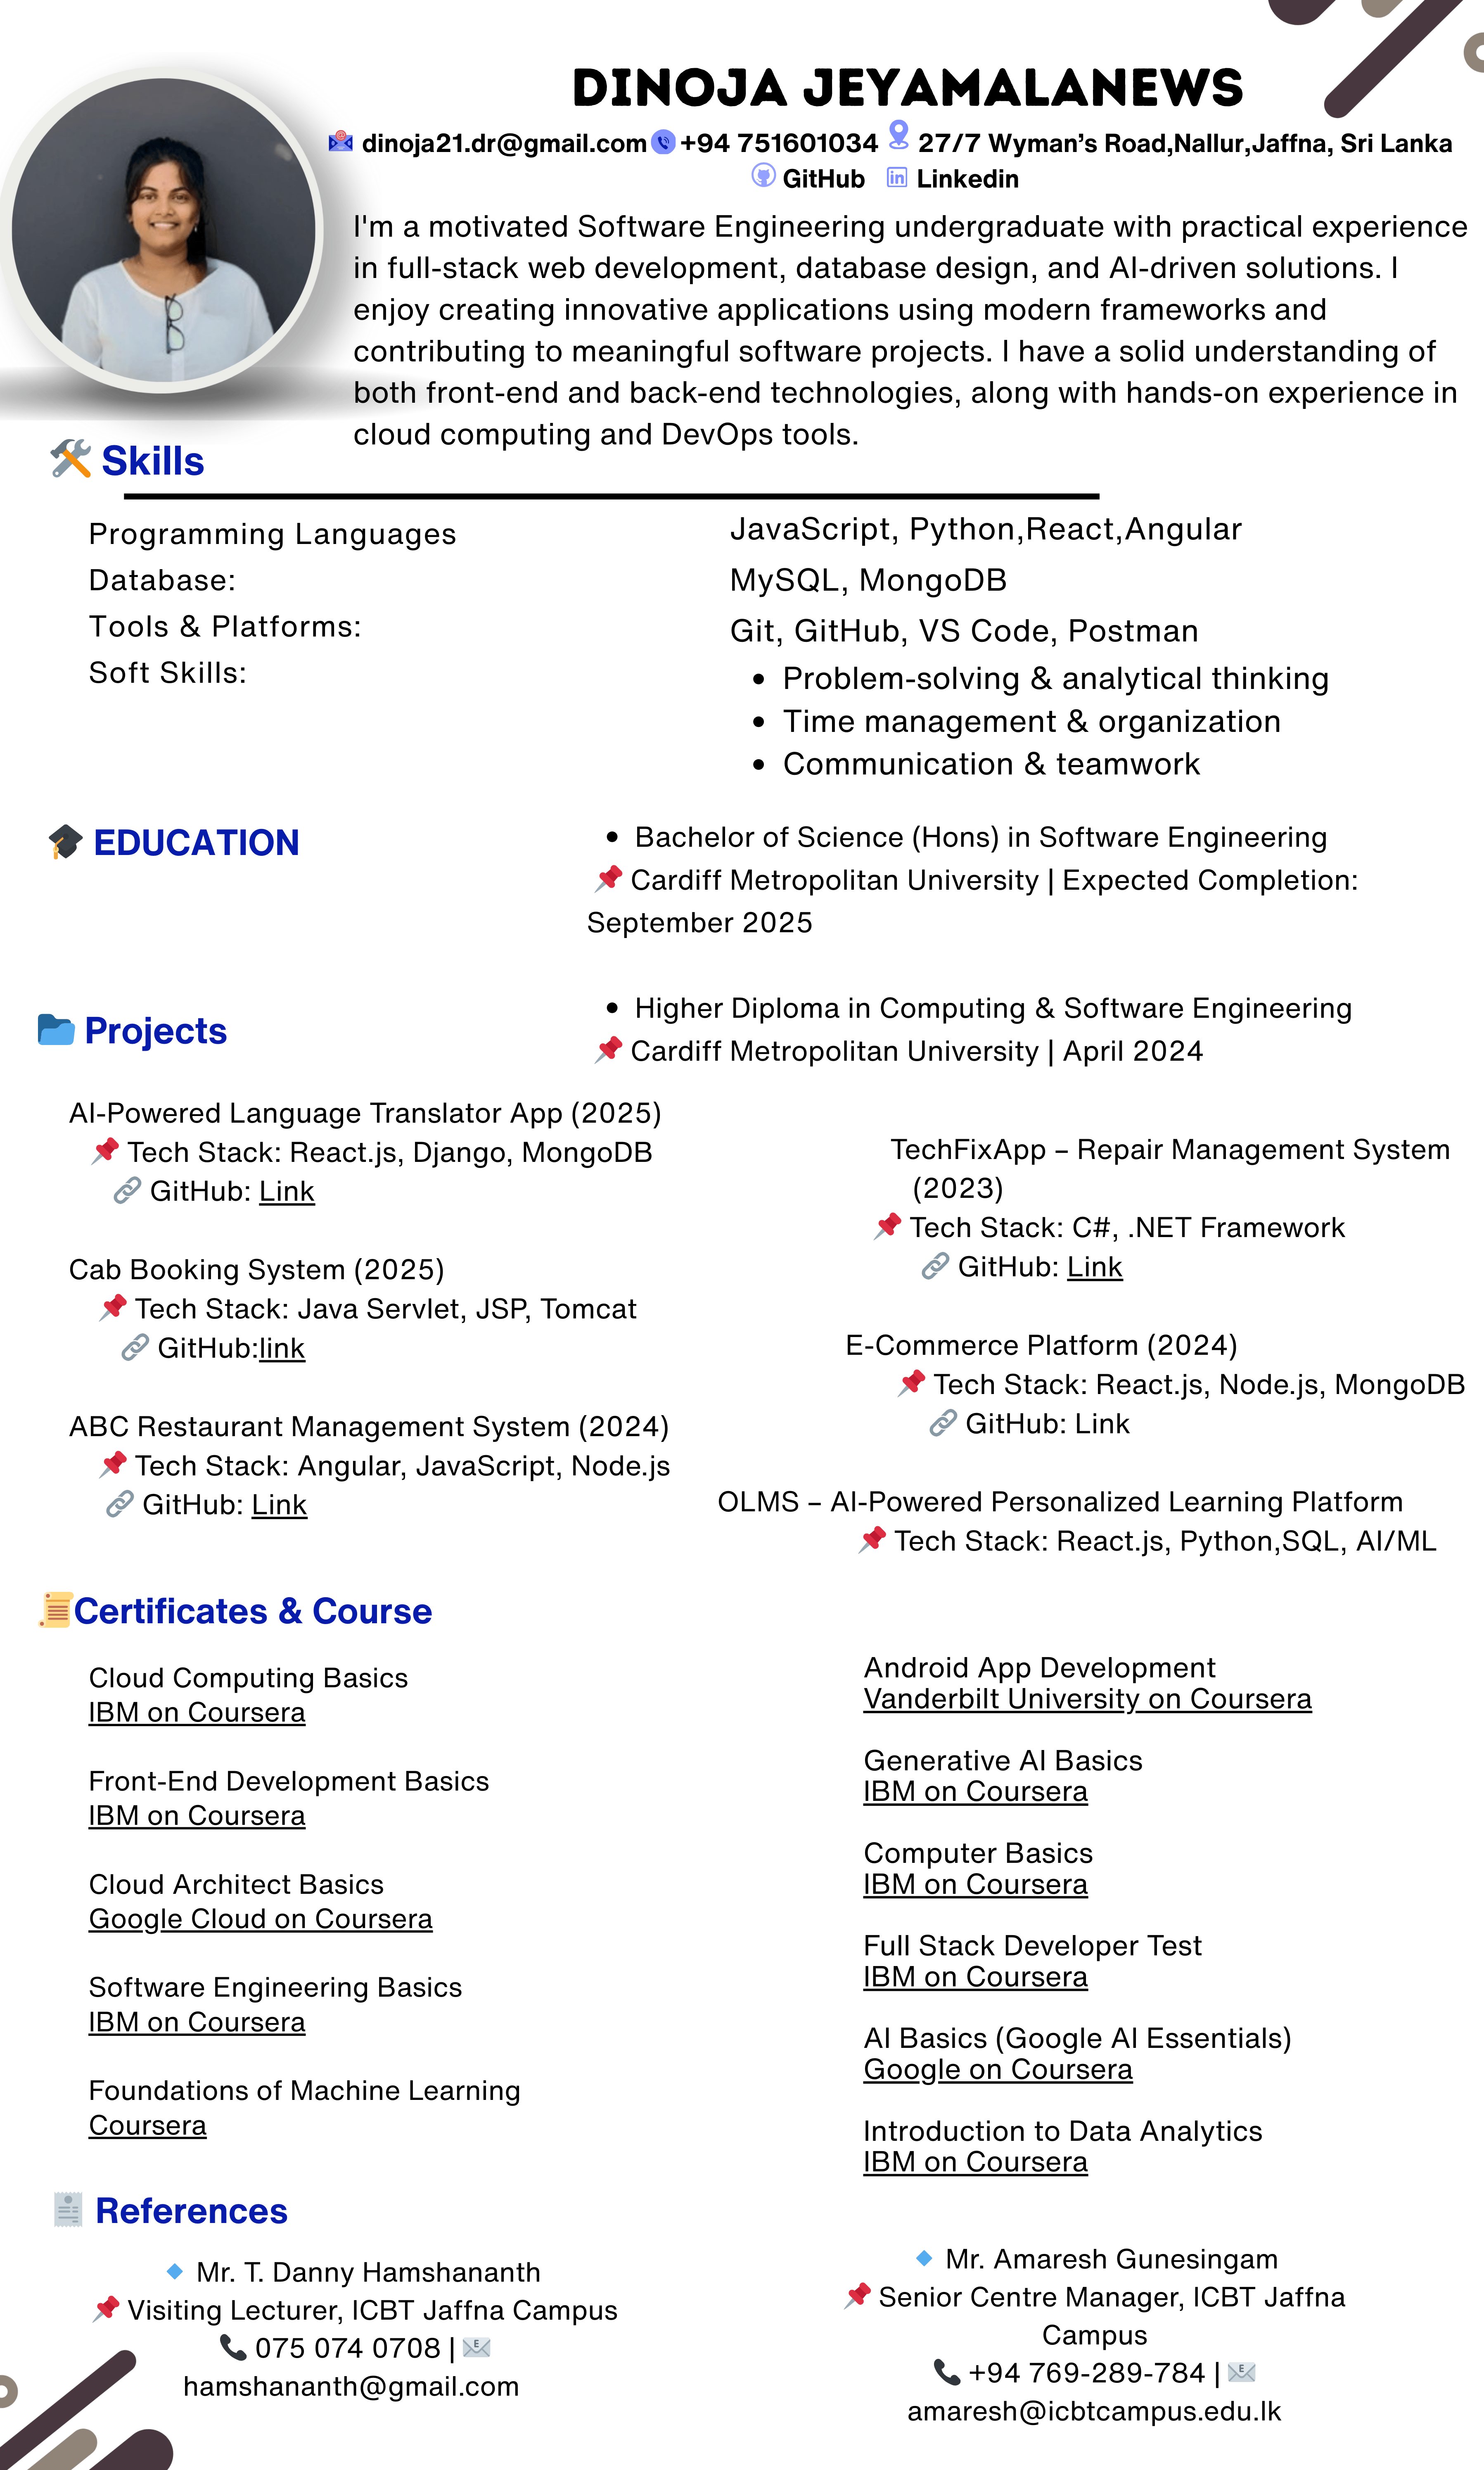 DINOJA JEYAMALANEWS
dinoja21.dr@gmail.com +94 751601034 27/7 Wyman’s Road,Nallur,Jaffna, Sri Lanka
GitHub Linkedin
I'm a motivated Software Engineering undergraduate with practical experience
in full-stack web development, database design, and AI-driven solutions. I
enjoy creating innovative applications using modern frameworks and
contributing to meaningful software projects. I have a solid understanding of
both front-end and back-end technologies, along with hands-on experience in
cloud computing and DevOps tools.
🛠 Skills
Programming Languages
Database:
Tools & Platforms:
Soft Skills:
JavaScript, Python,React,Angular
MySQL, MongoDB
Git, GitHub, VS Code, Postman
• Problem-solving & analytical thinking
• Time management & organization
• Communication & teamwork
🎓 EDUCATION
• Bachelor of Science (Hons) in Software Engineering
📌 Cardiff Metropolitan University | Expected Completion:
September 2025
• Higher Diploma in Computing & Software Engineering
📌 Cardiff Metropolitan University | April 2024
📂 Projects
AI-Powered Language Translator App (2025)
📌 Tech Stack: React.js, Django, MongoDB
🔗 GitHub: Link
Cab Booking System (2025)
📌 Tech Stack: Java Servlet, JSP, Tomcat
🔗 GitHub:link
ABC Restaurant Management System (2024)
📌 Tech Stack: Angular, JavaScript, Node.js
🔗 GitHub: Link
TechFixApp – Repair Management System
(2023)
📌 Tech Stack: C#, .NET Framework
🔗 GitHub: Link
E-Commerce Platform (2024)
📌 Tech Stack: React.js, Node.js, MongoDB
🔗 GitHub: Link
OLMS – AI-Powered Personalized Learning Platform
📌 Tech Stack: React.js, Python,SQL, AI/ML
📜Certificates & Course
Cloud Computing Basics
IBM on Coursera
Front-End Development Basics
IBM on Coursera
Cloud Architect Basics
Google Cloud on Coursera
Software Engineering Basics
IBM on Coursera
Foundations of Machine Learning
Coursera
Android App Development
Vanderbilt University on Coursera
Generative AI Basics
IBM on Coursera
Computer Basics
IBM on Coursera
Full Stack Developer Test
IBM on Coursera
AI Basics (Google AI Essentials)
Google on Coursera
Introduction to Data Analytics
IBM on Coursera
🧾 References
🔹 Mr. T. Danny Hamshananth
📌 Visiting Lecturer, ICBT Jaffna Campus
📞 075 074 0708 | 📧
hamshananth@gmail.com
🔹 Mr. Amaresh Gunesingam
📌 Senior Centre Manager, ICBT Jaffna
Campus
📞 +94 769-289-784 | 📧
amaresh@icbtcampus.edu.lk